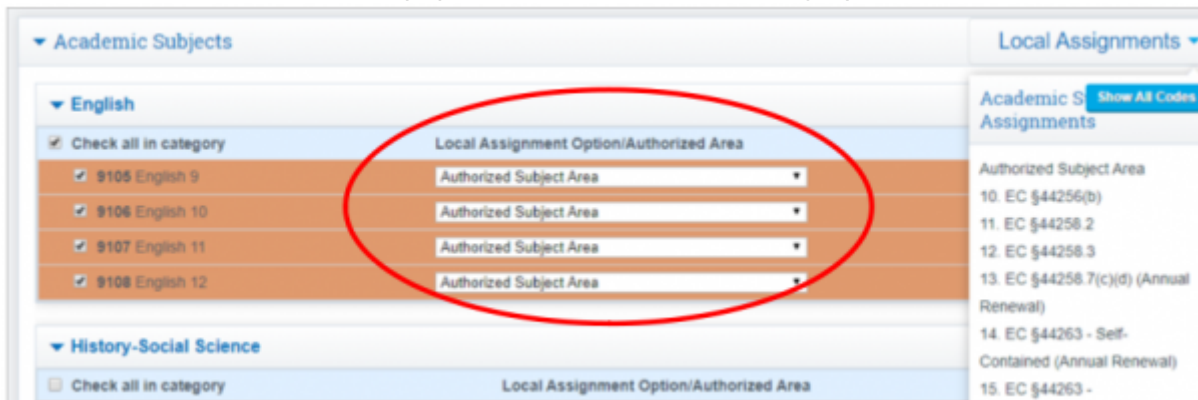 Academic Subjects
English
Check all in category Local Assignment Option/Authorized Area
9105 English 9 Authorized Subject Area
9106 English 10 Authorized Subject Area
9107 English 11 Authorized Subject Area
9108 English 12 Authorized Subject Area
History-Social Science
Check all in category Local Assignment Option/Authorized Area
Local Assignments
Academic S Show All Codes
Assignments
Authorized Subject Area
10. EC §44256(b)
11. EC §44258.2
12. EC §44258.3
13. EC §44258.7(c)(d) (Annual
Renewal)
14. EC §44263 - Self-
Contained (Annual Renewal)
15. EC §44263 -